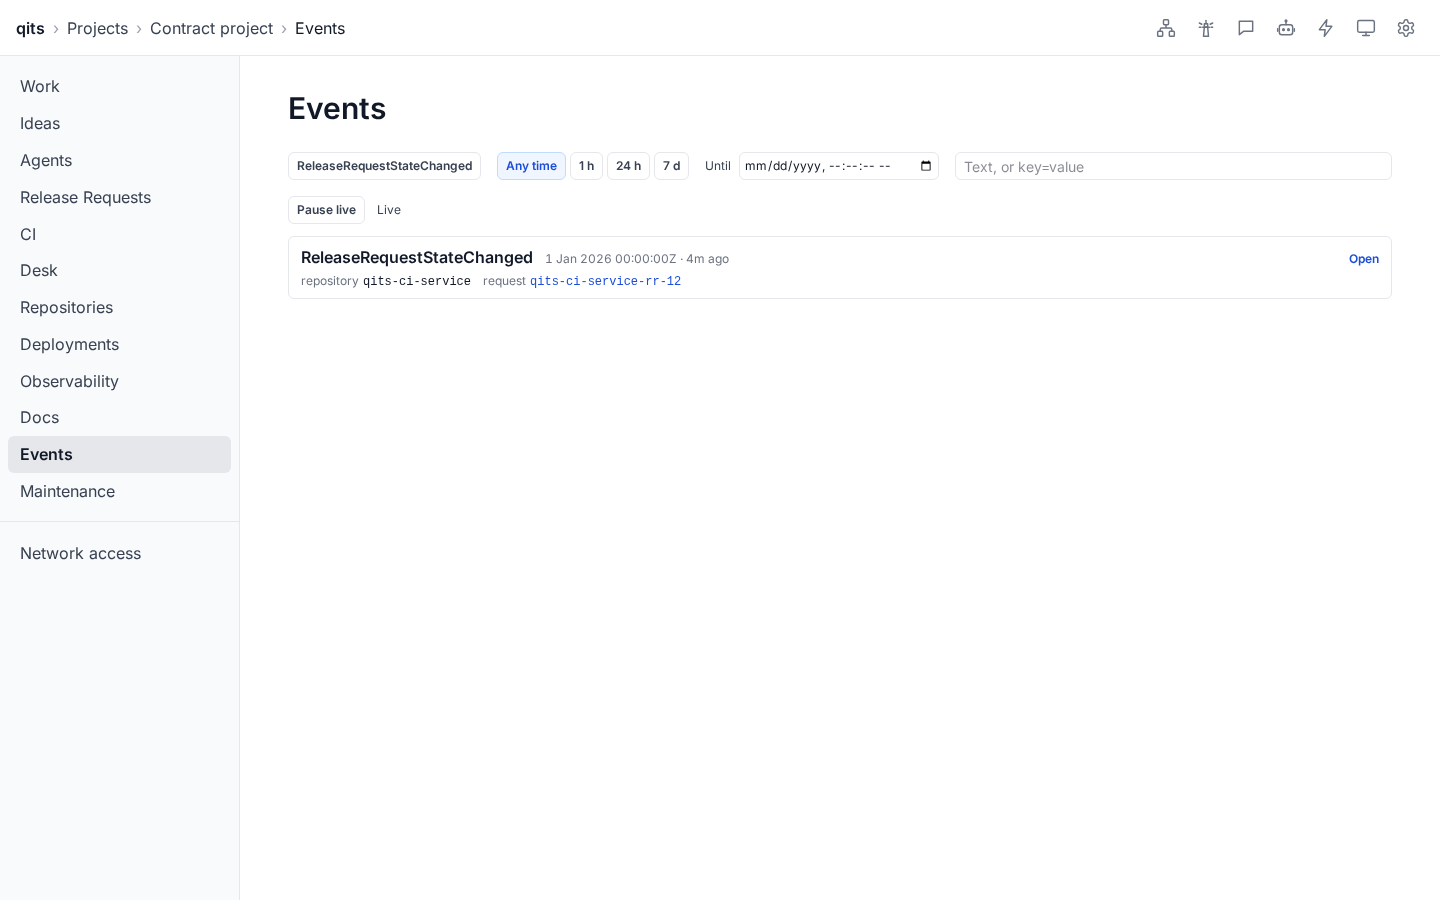 qits › Projects › Contract project › Events
Work
Ideas
Agents
Release Requests
CI
Desk
Repositories
Deployments
Observability
Docs
Events
Maintenance
Network access
Events
ReleaseRequestStateChanged Any time 1 h 24 h 7 d Until mm/dd/yyyy, --:--:-- -- Text, or key=value
Pause live Live
ReleaseRequestStateChanged 1 Jan 2026 00:00:00Z · 4m ago Open
repository qits-ci-service request qits-ci-service-rr-12